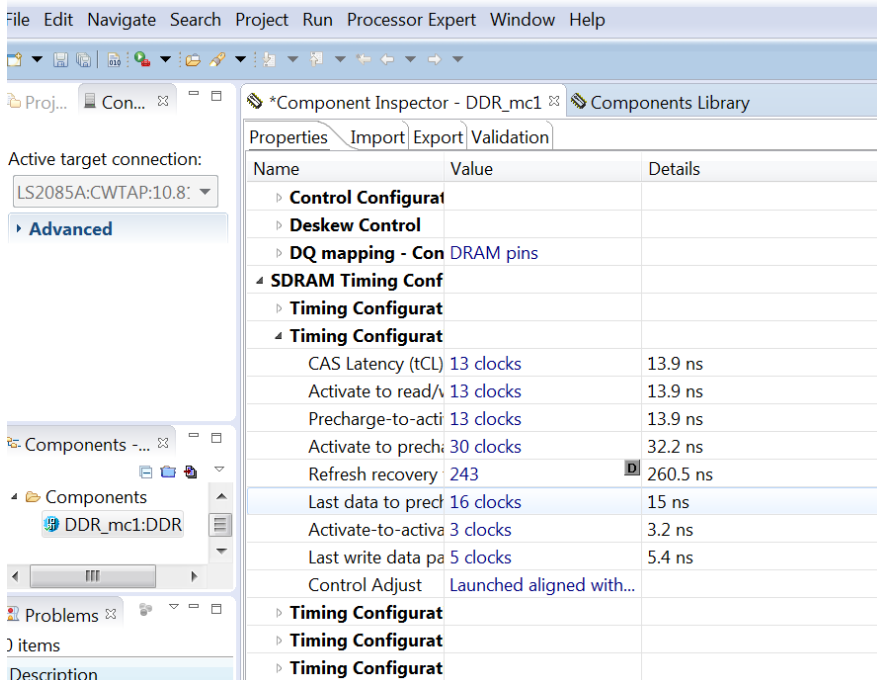 File Edit Navigate Search Project Run Processor Expert Window Help
Proj... Con...
Active target connection:
LS2085A:CWTAP:10.8
Advanced
Components -...
Components
DDR_mc1:DDR
Problems
0 items
Description
*Component Inspector - DDR_mc1 Components Library
Properties Import Export Validation
Name Value Details
Control Configurat
Deskew Control
DQ mapping - Con DRAM pins
SDRAM Timing Conf
Timing Configurat
Timing Configurat
CAS Latency (tCL) 13 clocks 13.9 ns
Activate to read/v 13 clocks 13.9 ns
Precharge-to-acti 13 clocks 13.9 ns
Activate to precha 30 clocks 32.2 ns
Refresh recovery 243 D 260.5 ns
Last data to prech 16 clocks 15 ns
Activate-to-activa 3 clocks 3.2 ns
Last write data pa 5 clocks 5.4 ns
Control Adjust Launched aligned with...
Timing Configurat
Timing Configurat
Timing Configurat